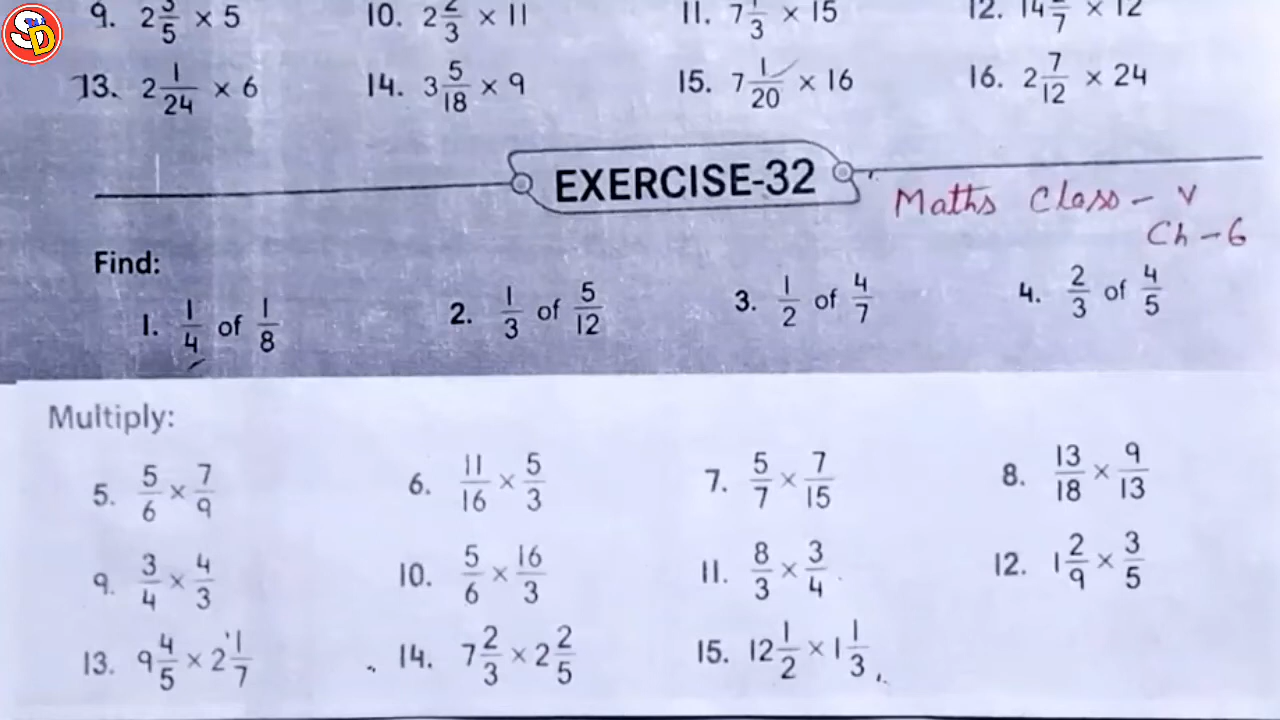 SD
9. 2 3/5 × 5 10. 2 2/3 × 11 11. 7 1/3 × 15 12. 14 /7 × 12
13. 2 1/24 × 6 14. 3 5/18 × 9 15. 7 1/20 × 16 16. 2 7/12 × 24
EXERCISE-32
Maths Class - V
Ch - 6
Find:
1. 1/4 of 1/8 2. 1/3 of 5/12 3. 1/2 of 4/7 4. 2/3 of 4/5
Multiply:
5. 5/6 × 7/9 6. 11/16 × 5/3 7. 5/7 × 7/15 8. 13/18 × 9/13
9. 3/4 × 4/3 10. 5/6 × 16/3 11. 8/3 × 3/4 12. 1 2/9 × 3/5
13. 9 4/5 × 2 1/7 14. 7 2/3 × 2 2/5 15. 12 1/2 × 1 1/3